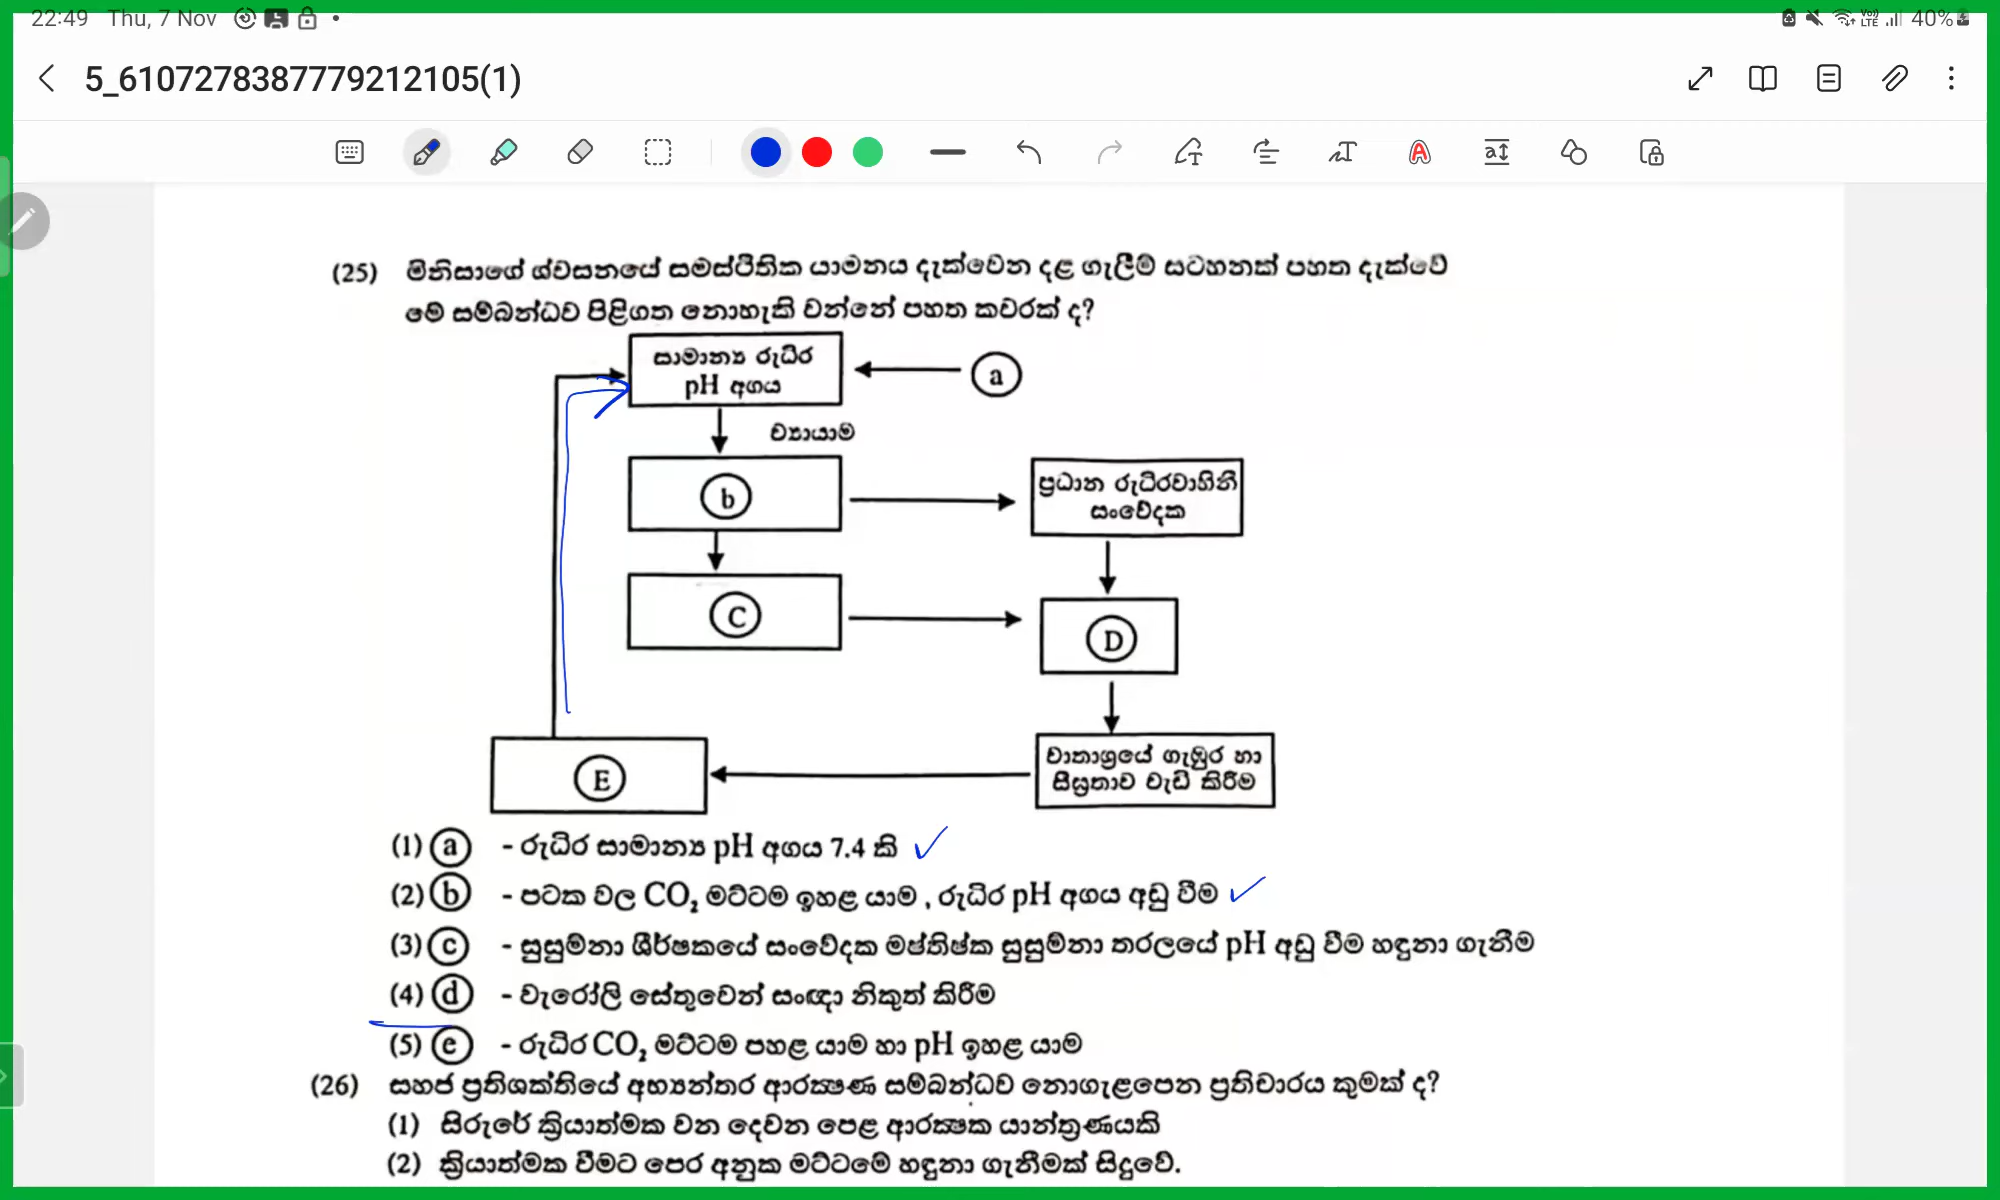 22:49 Thu, 7 Nov
40%
5_6107278387779212105(1)
(25) මිනිසාගේ ශ්වසනයේ සමස්ථිතික යාමනය දැක්වෙන දළ ගැලීම් සටහනක් පහත දැක්වේ
මේ සම්බන්ධව පිළිගත නොහැකි වන්නේ පහත කවරක් ද?
සාමාන්‍ය රුධිර
pH අගය
a
ව්‍යායාම
b
ප්‍රධාන රුධිරවාහිනී
සංවේදක
C
D
E
වාතාශ්‍රයේ ගැඹුර හා
සීඝ්‍රතාව වැඩි කිරීම
(1) a - රුධිර සාමාන්‍ය pH අගය 7.4 කි
(2) b - පටක වල CO₂ මට්ටම ඉහළ යාම , රුධිර pH අගය අඩු වීම
(3) c - සුසුම්නා ශීර්ෂකයේ සංවේදක මස්තිෂ්ක සුසුම්නා තරලයේ pH අඩු වීම හඳුනා ගැනීම
(4) d - වැරෝලි සේතුවෙන් සංඥා නිකුත් කිරීම
(5) e - රුධිර CO₂ මට්ටම පහළ යාම හා pH ඉහළ යාම
(26) සහජ ප්‍රතිශක්තියේ අභ්‍යන්තර ආරක්‍ෂණ සම්බන්ධව නොගැළපෙන ප්‍රතිචාරය කුමක් ද?
(1) සිරුරේ ක්‍රියාත්මක වන දෙවන පෙළ ආරක්‍ෂක යාන්ත්‍රණයකි
(2) ක්‍රියාත්මක වීමට පෙර අනුක මට්ටමේ හඳුනා ගැනීමක් සිදුවේ.